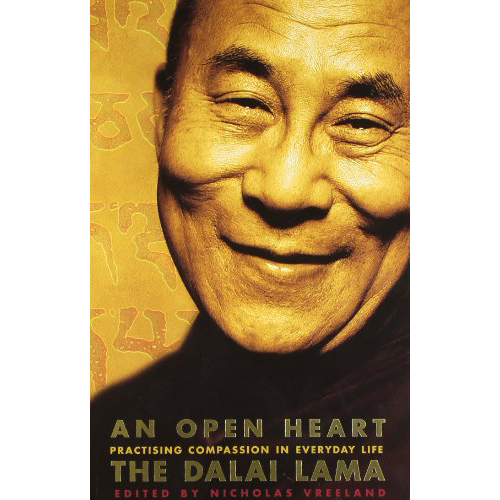 AN OPEN HEART
PRACTISING COMPASSION IN EVERYDAY LIFE
THE DALAI LAMA
EDITED BY NICHOLAS VREELAND